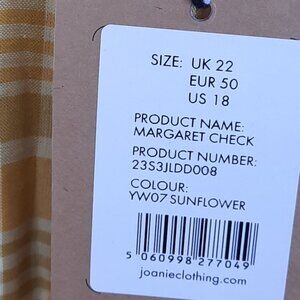 SIZE: UK 22
EUR 50
US 18
PRODUCT NAME:
MARGARET CHECK
PRODUCT NUMBER:
23S3JLDD008
COLOUR:
YW07 SUNFLOWER
5 060998 277049
joanieclothing.com